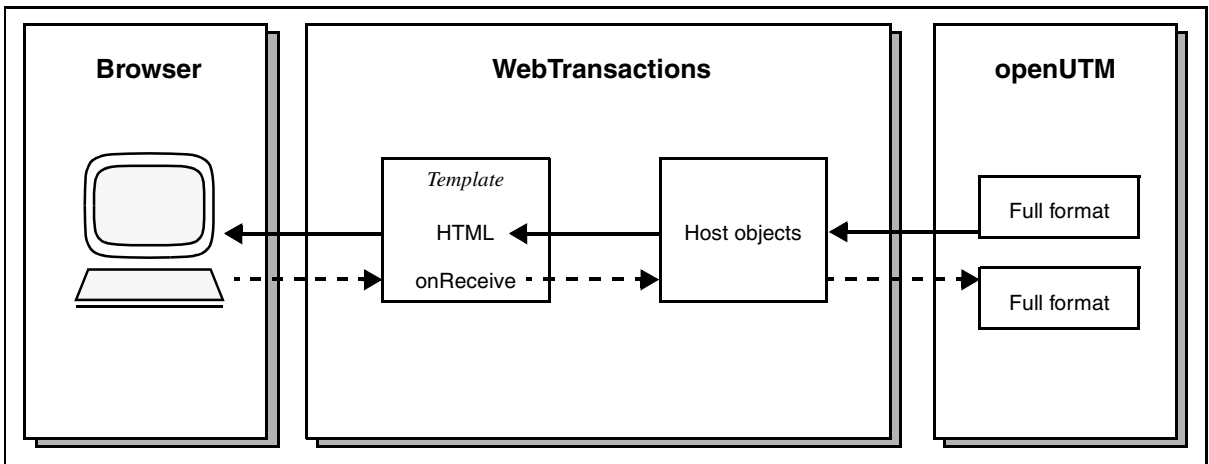 Browser
WebTransactions
openUTM
Template
HTML
onReceive
Host objects
Full format
Full format